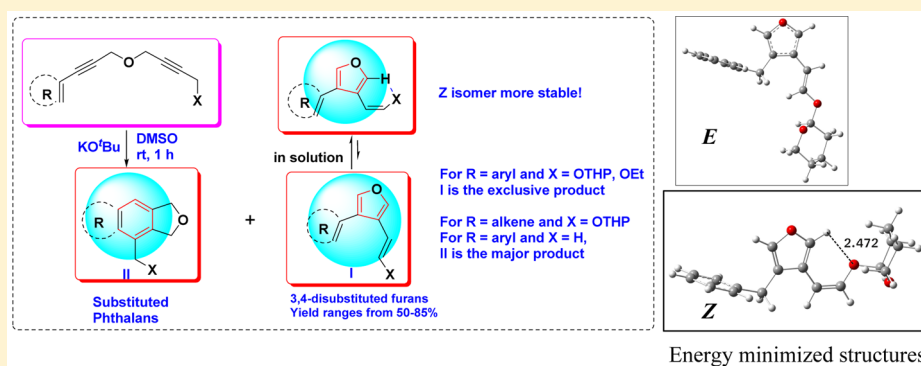 R
O
X
KOᵗBu
DMSO
rt, 1 h
R
O
II
X
Substituted
Phthalans
+
O
H
R
X
Z isomer more stable!
in solution
R
O
I
X
3,4-disubstituted furans
Yield ranges from 50-85%
For R = aryl and X = OTHP, OEt
I is the exclusive product
For R = alkene and X = OTHP
For R = aryl and X = H,
II is the major product
E
2.472
Z
Energy minimized structures